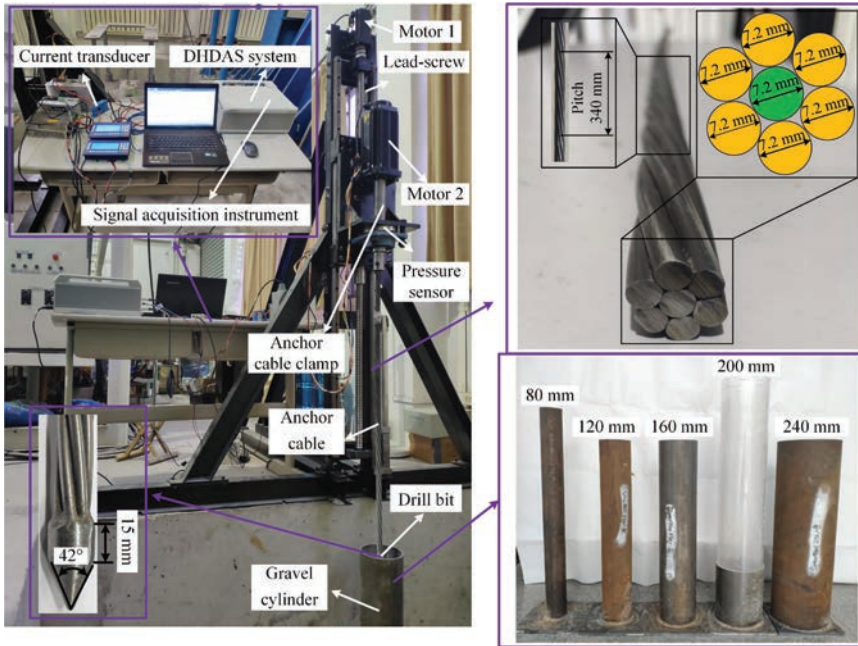 Current transducer
DHDAS system
Signal acquisition instrument
Motor 1
Lead-screw
Motor 2
Pressure
sensor
Anchor
cable clamp
Anchor
cable
Drill bit
Gravel
cylinder
15 mm
42°
Pitch
340 mm
7.2 mm
7.2 mm
7.2 mm
7.2 mm
7.2 mm
7.2 mm
7.2 mm
80 mm
120 mm
160 mm
200 mm
240 mm